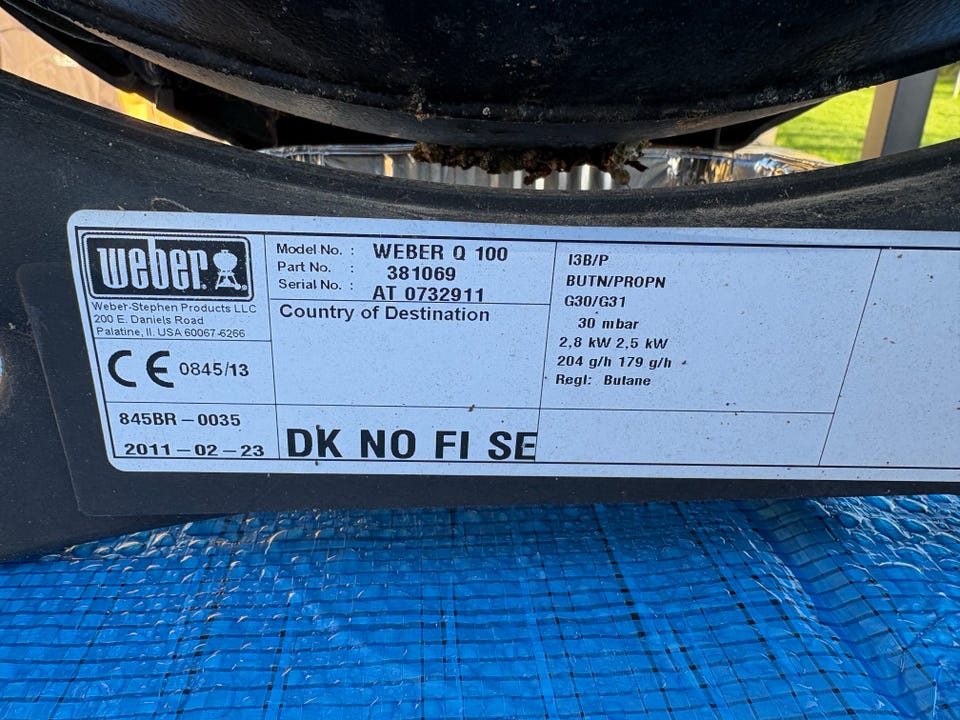 weber®
Weber-Stephen Products LLC
200 E. Daniels Road
Palatine, Il. USA 60067-6266
CE 0845/13
845BR-0035
2011-02-23
Model No. : WEBER Q 100
Part No. : 381069
Serial No. : AT 0732911
Country of Destination
DK NO FI SE
I3B/P
BUTN/PROPN
G30/G31
30 mbar
2,8 kW 2,5 kW
204 g/h 179 g/h
Regl: Butane